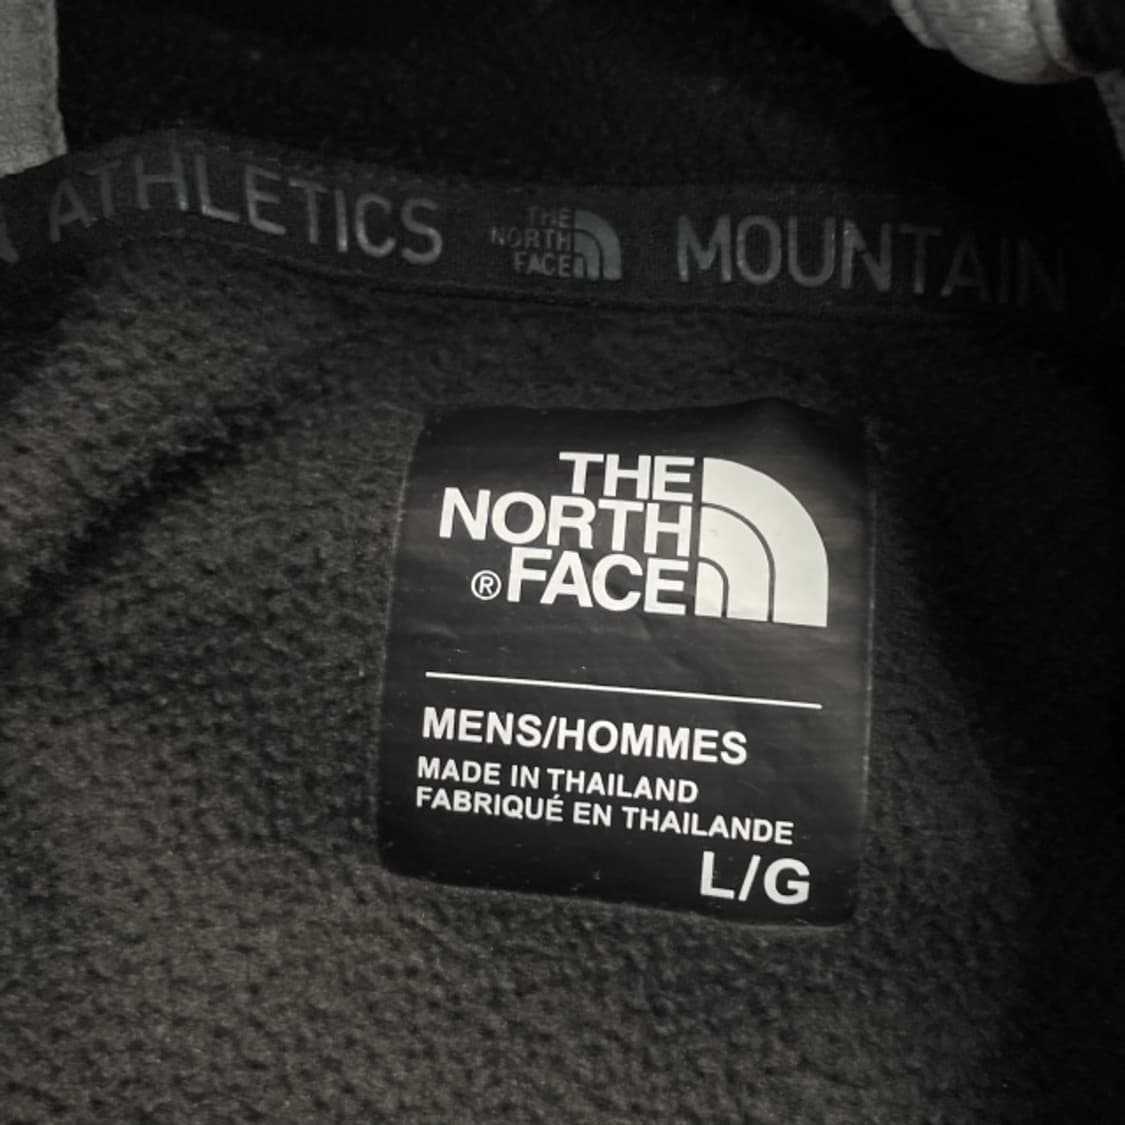 ATHLETICS THE NORTH FACE MOUNTAIN
THE
NORTH
®FACE
MENS/HOMMES
MADE IN THAILAND
FABRIQUÉ EN THAILANDE
L/G